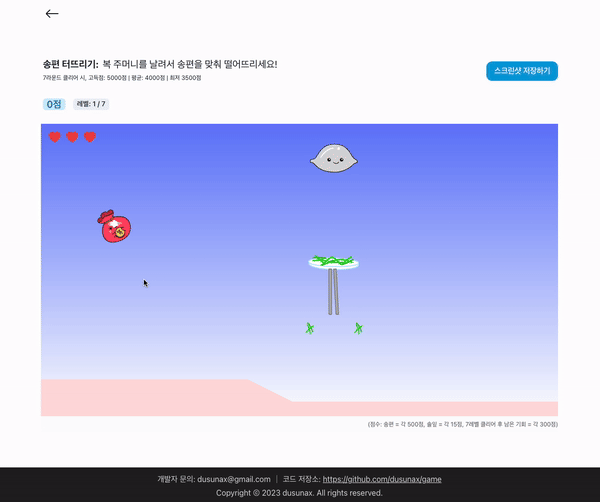 송편 터뜨리기: 복 주머니를 날려서 송편을 맞춰 떨어뜨리세요!
7라운드 클리어 시, 고득점: 5000점 | 평균: 4000점 | 최저 3500점
스크린샷 저장하기
0점 레벨: 1 / 7
(점수: 송편 = 각 500점, 솔잎 = 각 15점, 7레벨 클리어 후 남은 기회 = 각 300점)
개발자 문의: dusunax@gmail.com | 코드 저장소: https://github.com/dusunax/game
Copyright © 2023 dusunax. All rights reserved.